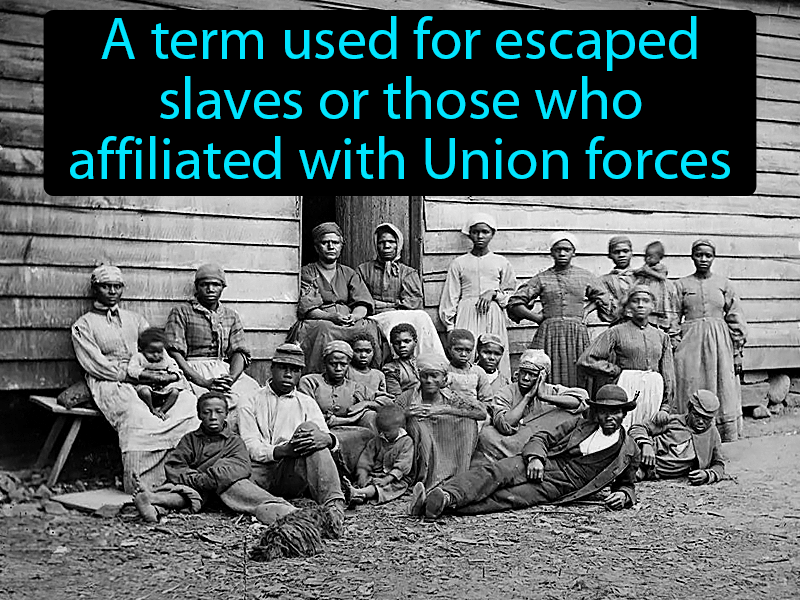 A term used for escaped
slaves or those who
affiliated with Union forces